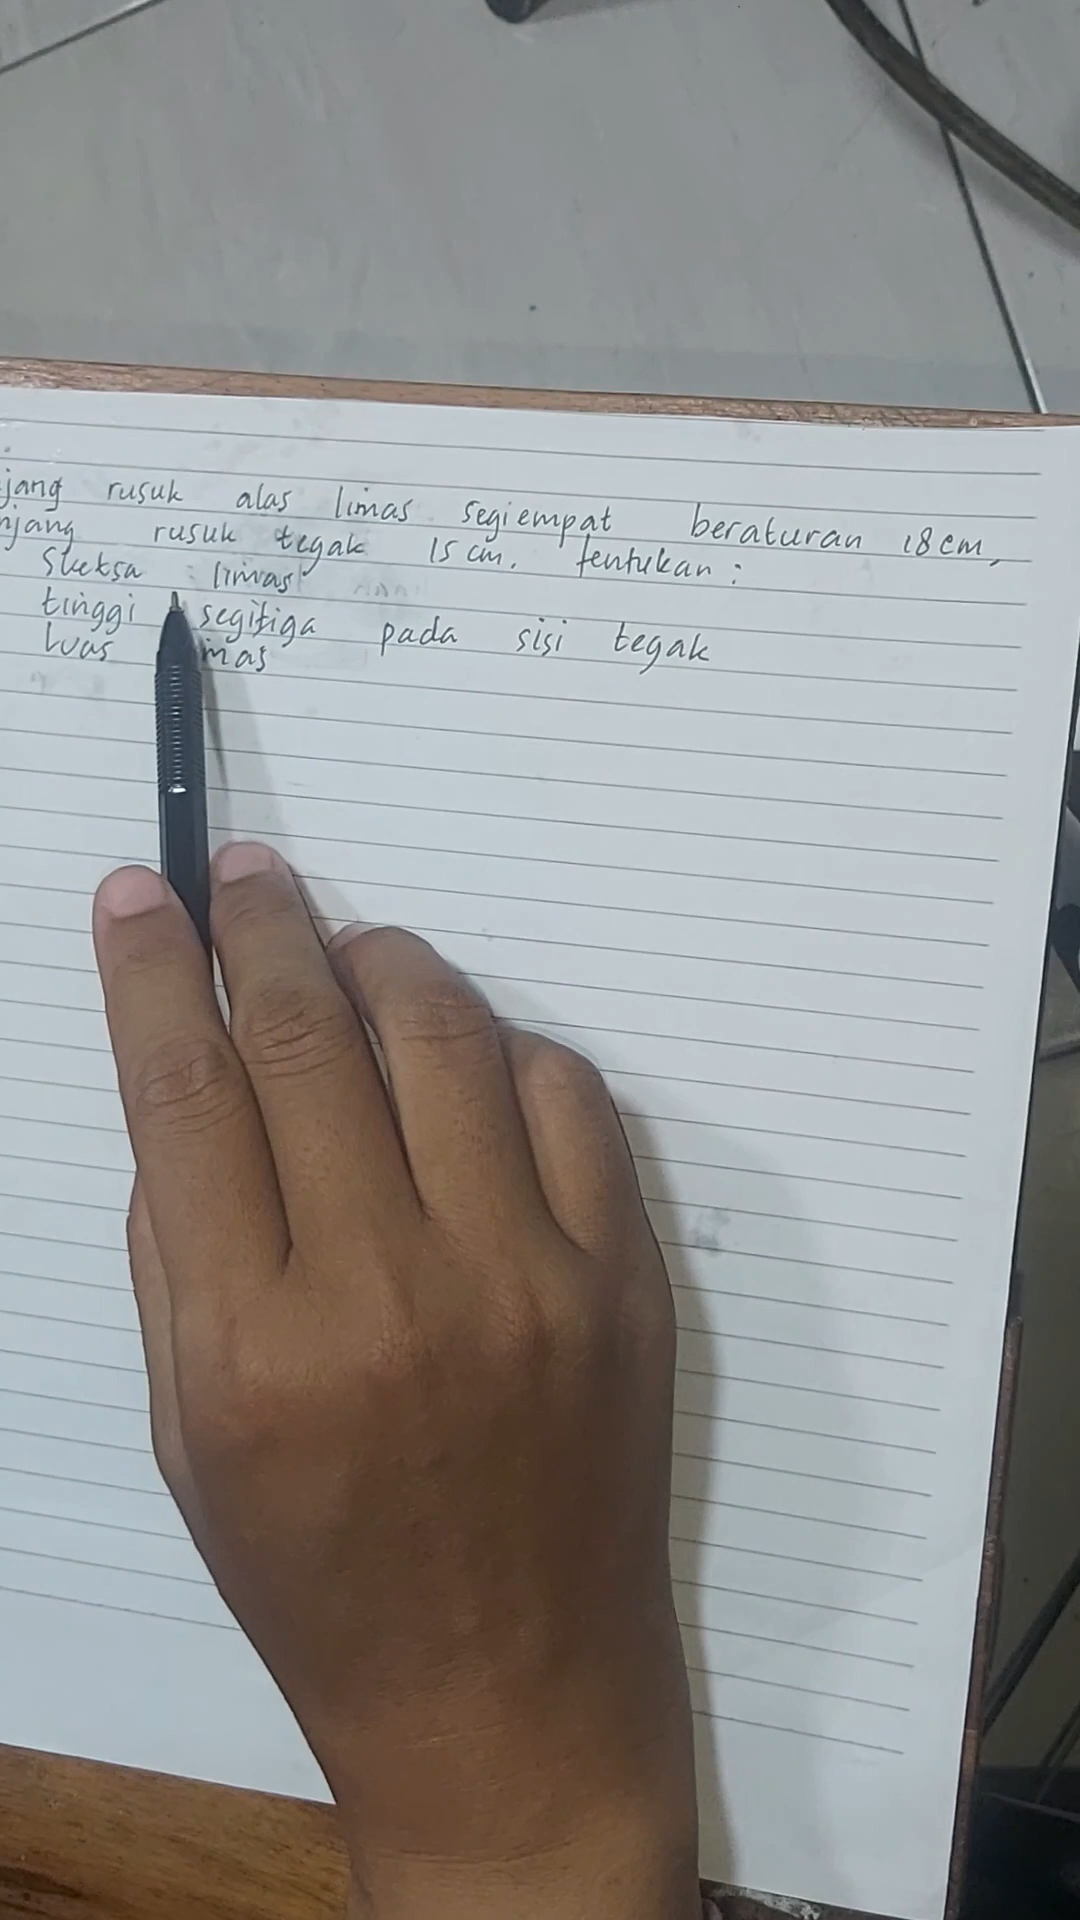 jang rusuk alas limas segiempat beraturan 18 cm,
njang rusuk tegak 15 cm. tentukan :
Skeksa limas
tinggi segitiga pada sisi tegak
luas mas